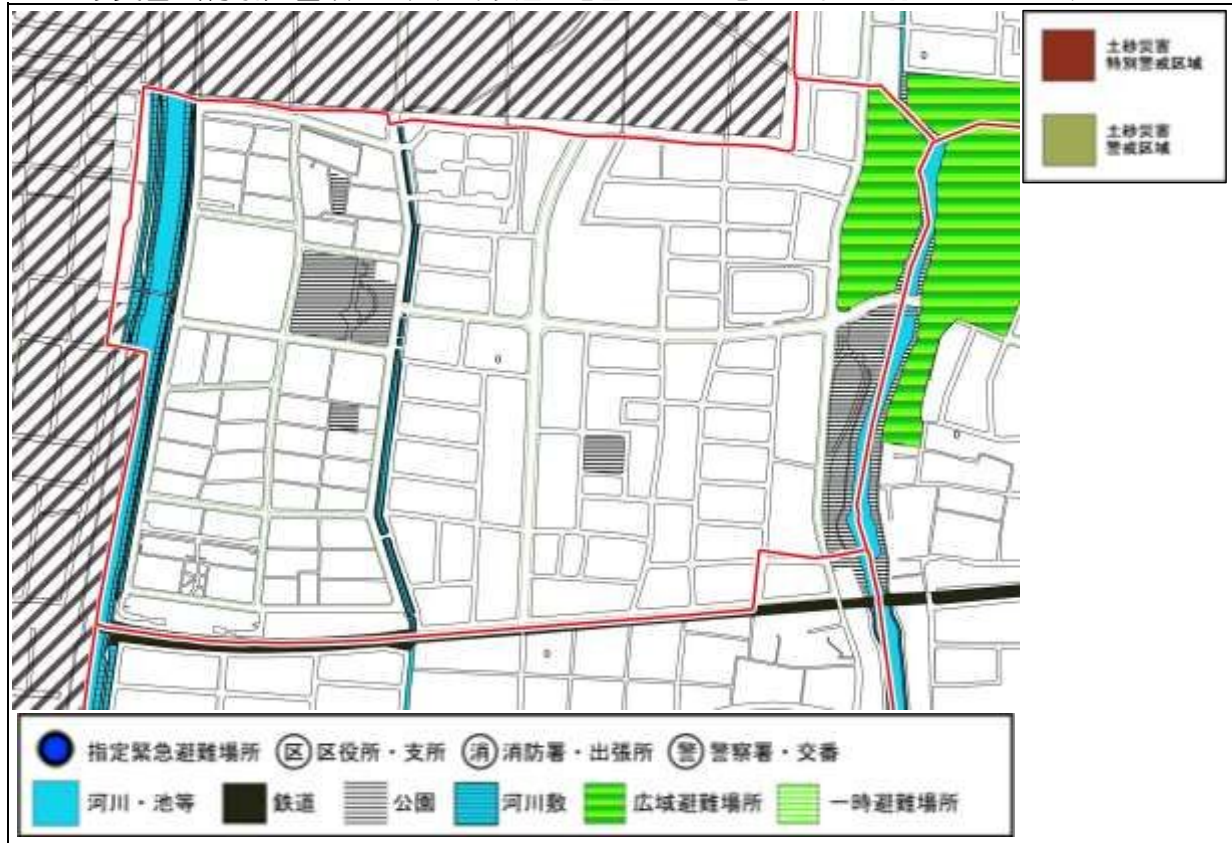 土砂災害
特別警戒区域
土砂災害
警戒区域
指定緊急避難場所 区 区役所・支所 消 消防署・出張所 警 警察署・交番
河川・池等 鉄道 公園 河川敷 広域避難場所 一時避難場所